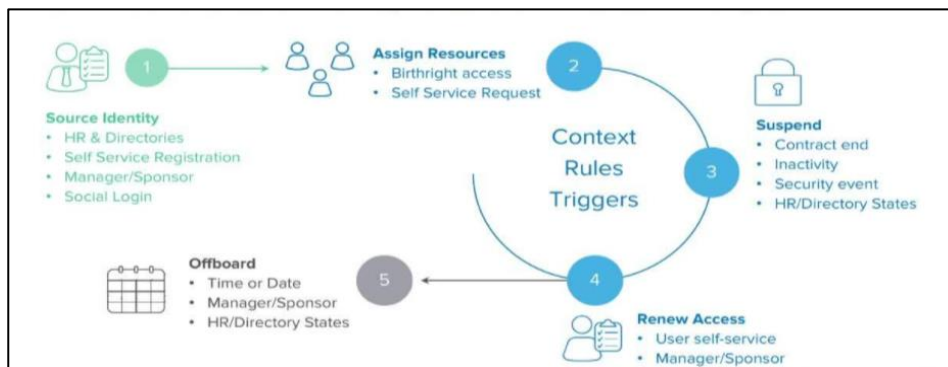 1
Source Identity
• HR & Directories
• Self Service Registration
• Manager/Sponsor
• Social Login
Assign Resources
• Birthright access
• Self Service Request
2
Context
Rules
Triggers
Suspend
• Contract end
• Inactivity
• Security event
• HR/Directory States
3
4
Renew Access
• User self-service
• Manager/Sponsor
5
Offboard
• Time or Date
• Manager/Sponsor
• HR/Directory States